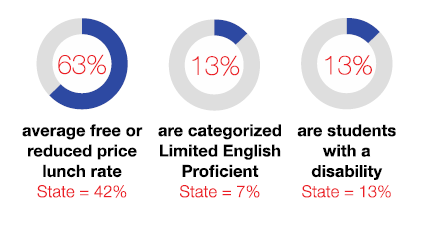 63%
average free or
reduced price
lunch rate
State = 42%
13%
are categorized
Limited English
Proficient
State = 7%
13%
are students
with a
disability
State = 13%